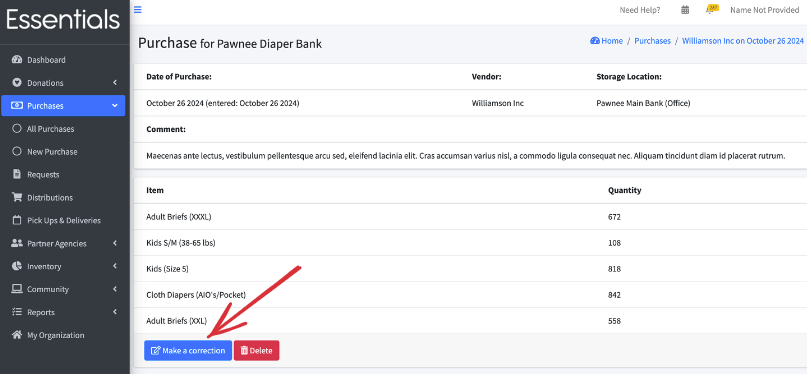 Essentials
Need Help?
247
Name Not Provided
Dashboard
Donations
Purchases
All Purchases
New Purchase
Requests
Distributions
Pick Ups & Deliveries
Partner Agencies
Inventory
Community
Reports
My Organization
Purchase for Pawnee Diaper Bank
Home / Purchases / Williamson Inc on October 26 2024
Date of Purchase: Vendor: Storage Location:
October 26 2024 (entered: October 26 2024) Williamson Inc Pawnee Main Bank (Office)
Comment:
Maecenas ante lectus, vestibulum pellentesque arcu sed, eleifend lacinia elit. Cras accumsan varius nisl, a commodo ligula consequat nec. Aliquam tincidunt diam id placerat rutrum.
Item Quantity
Adult Briefs (XXXL) 672
Kids S/M (38-65 lbs) 108
Kids (Size 5) 818
Cloth Diapers (AIO's/Pocket) 842
Adult Briefs (XXL) 558
Make a correction Delete